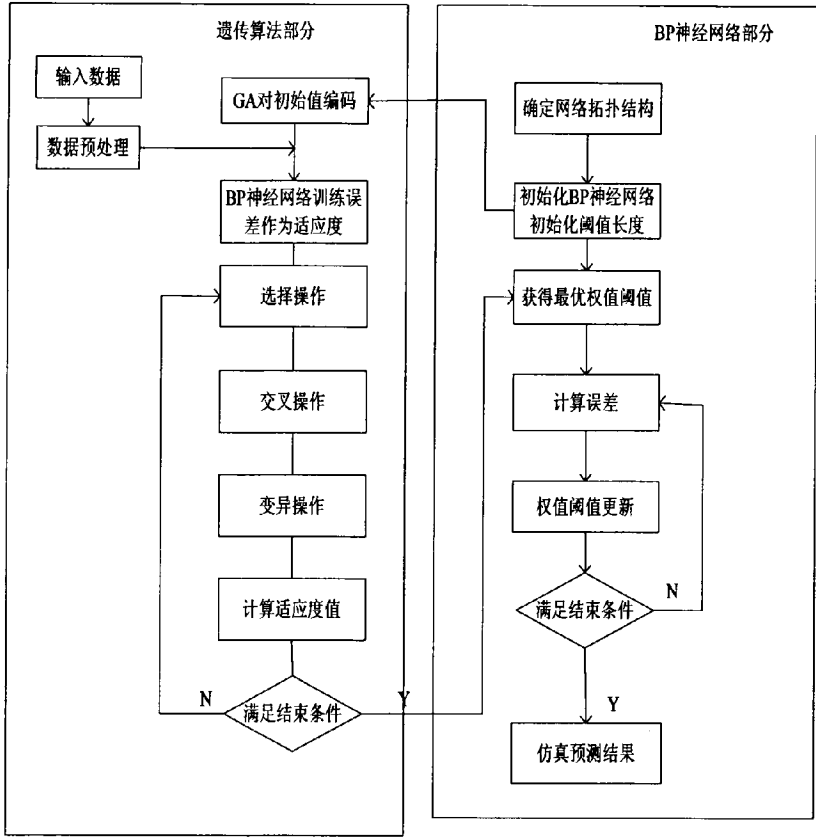 遗传算法部分
输入数据
数据预处理
GA对初始值编码
BP神经网络训练误
差作为适应度
选择操作
交叉操作
变异操作
计算适应度值
满足结束条件
N
Y
BP神经网络部分
确定网络拓扑结构
初始化BP神经网络
初始化阈值长度
获得最优权值阈值
计算误差
权值阈值更新
满足结束条件
N
Y
仿真预测结果